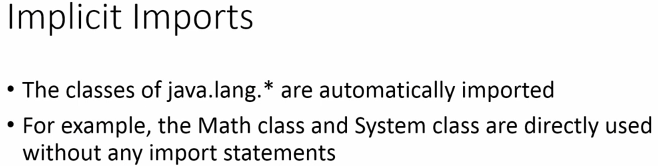 Implicit Imports
• The classes of java.lang.* are automatically imported
• For example, the Math class and System class are directly used
without any import statements